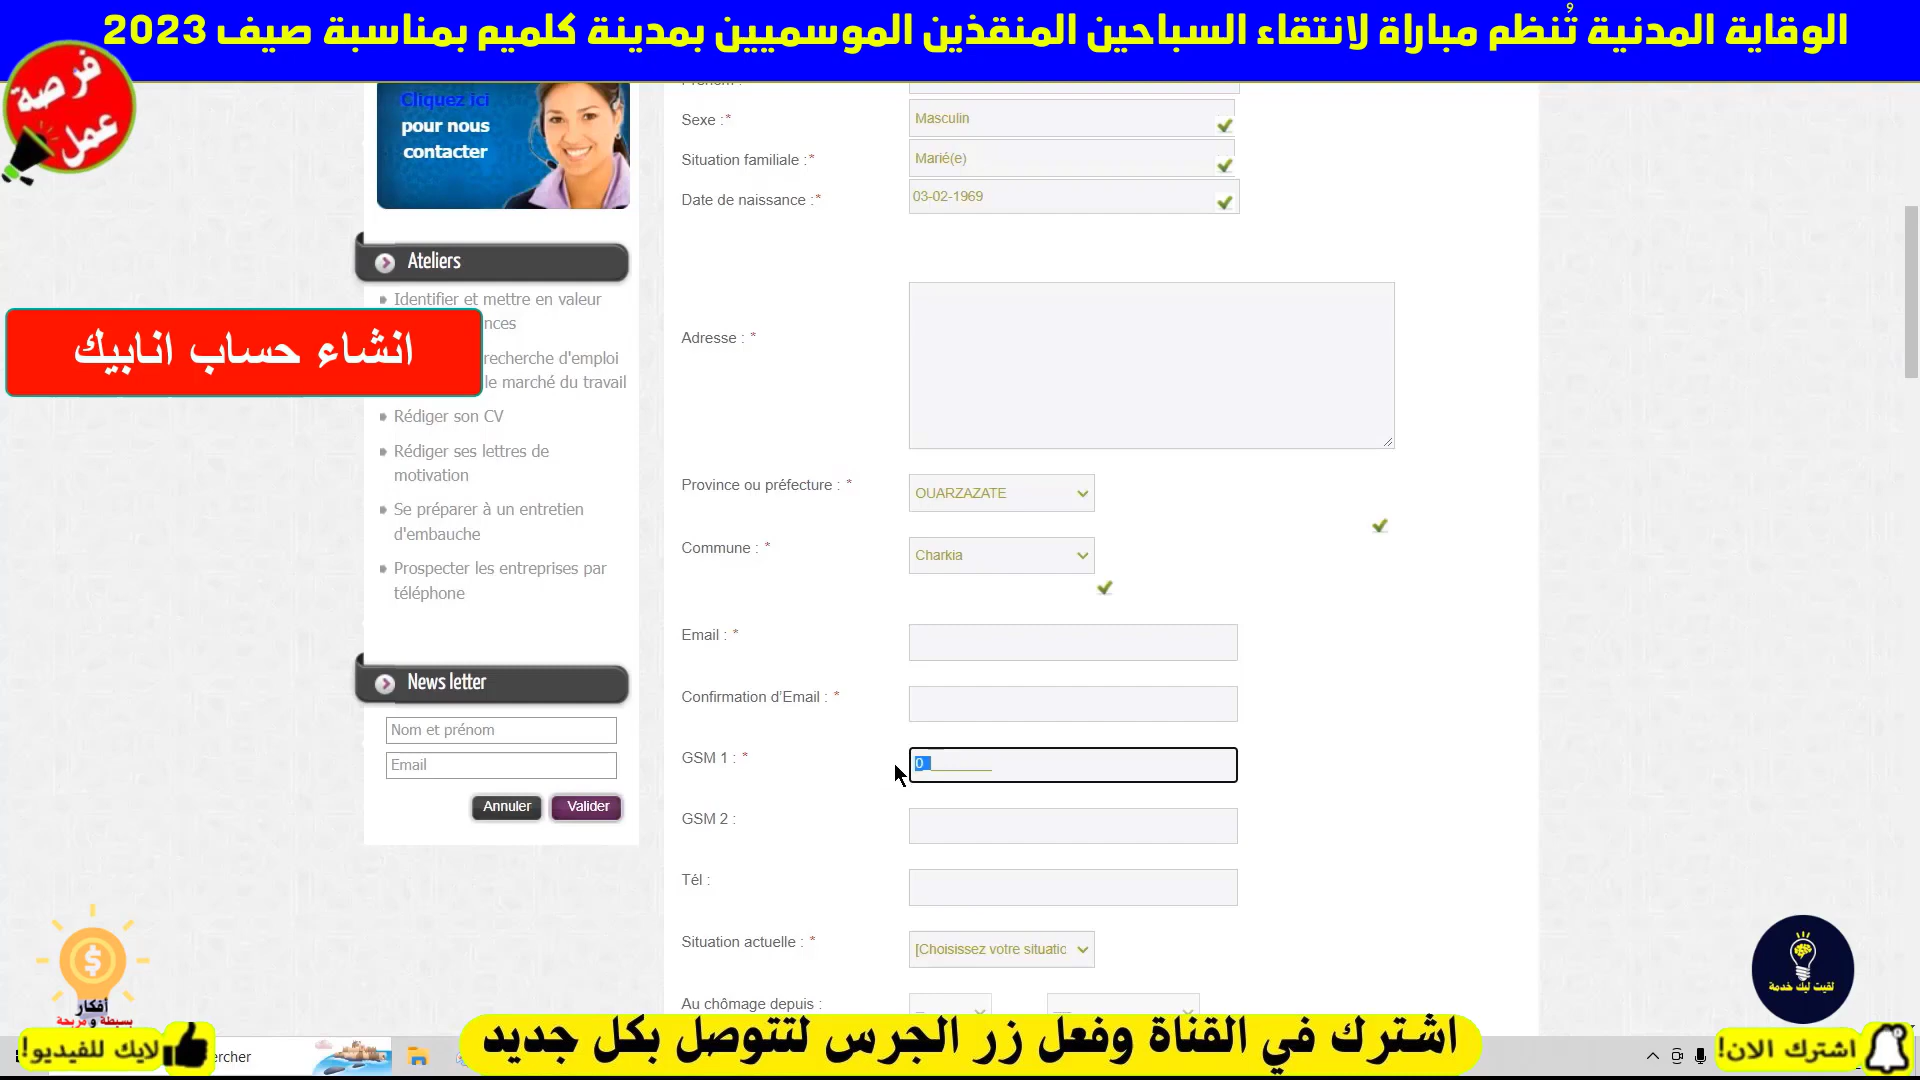 الوقاية المدنية تُنظم مباراة لانتقاء السباحين المنقذين الموسميين بمدينة كلميم بمناسبة صيف 2023
فرصة
عمل
Cliquez ici
pour nous
contacter
Ateliers
Identifier et mettre en valeur
nces
recherche d'emploi
le marché du travail
Rédiger son CV
Rédiger ses lettres de
motivation
Se préparer à un entretien
d'embauche
Prospecter les entreprises par
téléphone
انشاء حساب انابيك
News letter
Nom et prénom
Email
Annuler
Valider
Sexe :* Masculin
Situation familiale :* Marié(e)
Date de naissance :* 03-02-1969
Adresse : *
Province ou préfecture : * OUARZAZATE
Commune : * Charkia
Email : *
Confirmation d'Email : *
GSM 1 : * 0_________
GSM 2 :
Tél :
Situation actuelle : * [Choisissez votre situatic
Au chômage depuis :
أفكار
بسيطة و مربحة
لقيت ليك خدمة
لايك للفيديو!
ercher
اشترك في القناة وفعل زر الجرس لتتوصل بكل جديد
اشترك الان!